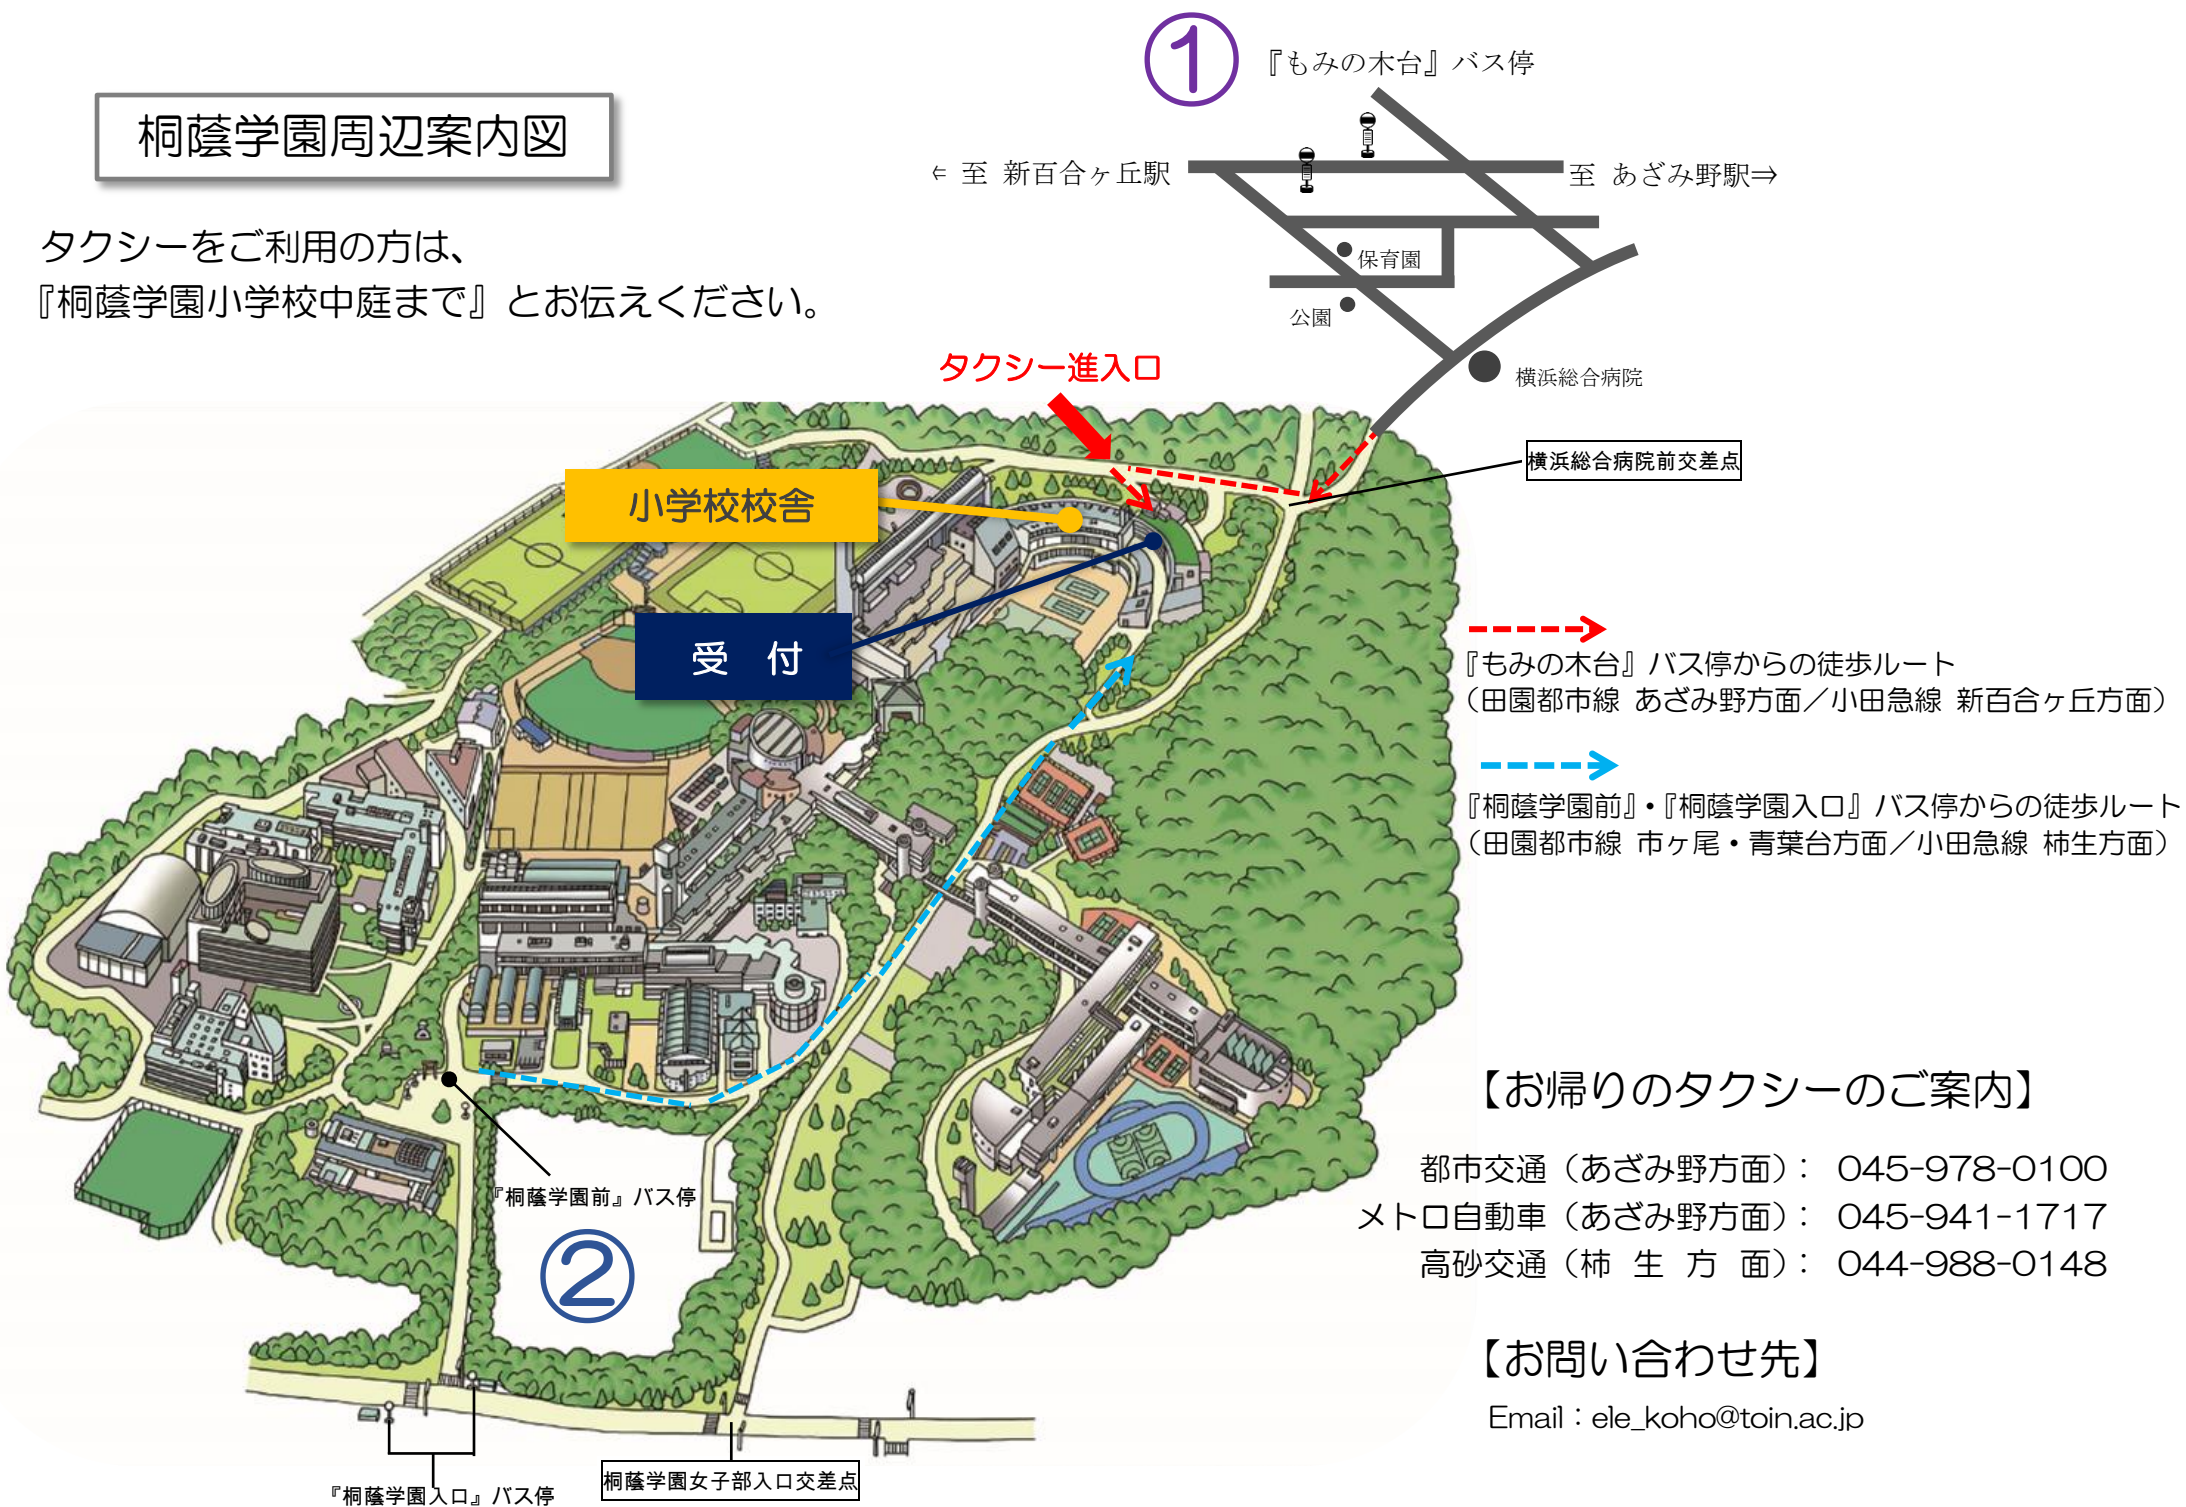 桐蔭学園周辺案内図
タクシーをご利用の方は、
『桐蔭学園小学校中庭まで』とお伝えください。
①
『もみの木台』バス停
⇐ 至 新百合ヶ丘駅
至 あざみ野駅⇒
保育園
公園
横浜総合病院
タクシー進入口
横浜総合病院前交差点
小学校校舎
受 付
『もみの木台』バス停からの徒歩ルート
（田園都市線 あざみ野方面／小田急線 新百合ヶ丘方面）
『桐蔭学園前』・『桐蔭学園入口』バス停からの徒歩ルート
（田園都市線 市ヶ尾・青葉台方面／小田急線 柿生方面）
『桐蔭学園前』バス停
②
『桐蔭学園入口』バス停
桐蔭学園女子部入口交差点
【お帰りのタクシーのご案内】
都市交通（あざみ野方面）： 045-978-0100
メトロ自動車（あざみ野方面）： 045-941-1717
高砂交通（柿 生 方 面）： 044-988-0148
【お問い合わせ先】
Email：ele_koho@toin.ac.jp